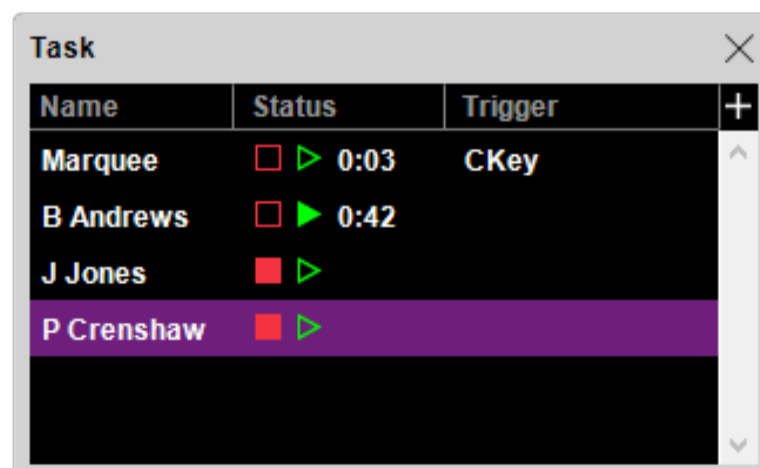 Task
Name Status Trigger
Marquee 0:03 CKey
B Andrews 0:42
J Jones
P Crenshaw